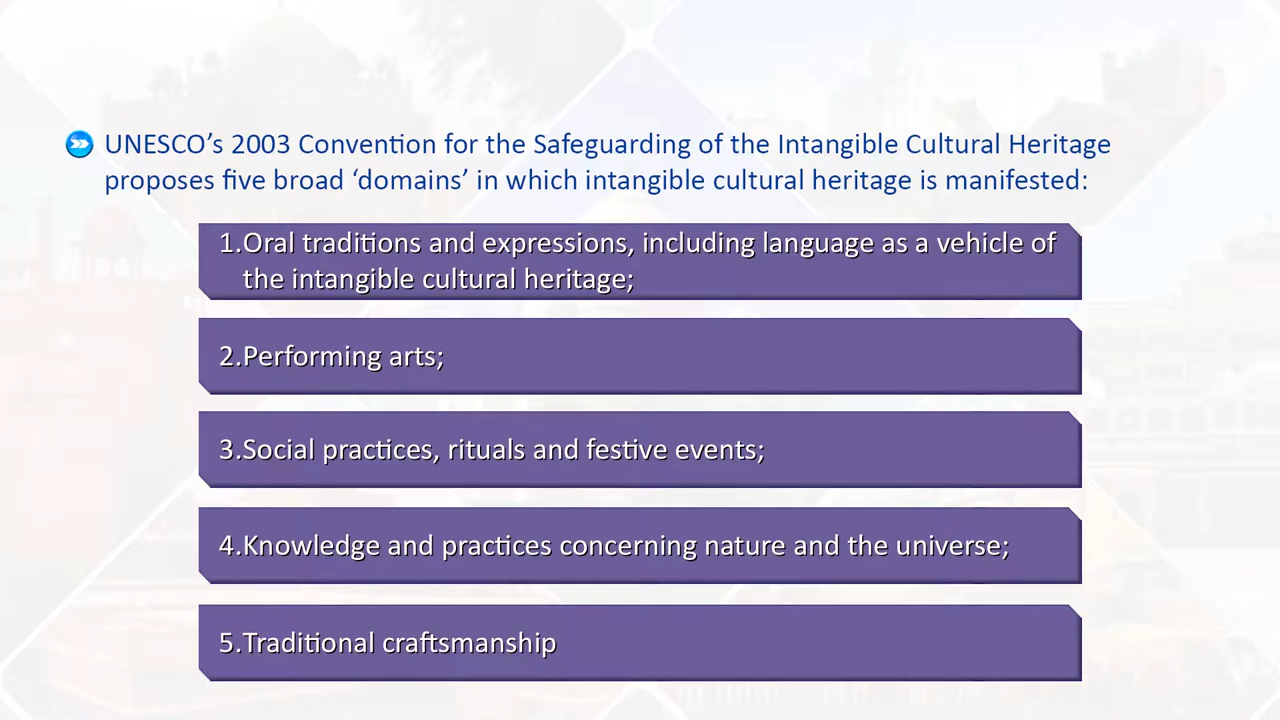 UNESCO’s 2003 Convention for the Safeguarding of the Intangible Cultural Heritage
proposes five broad ‘domains’ in which intangible cultural heritage is manifested:
1.Oral traditions and expressions, including language as a vehicle of
the intangible cultural heritage;
2.Performing arts;
3.Social practices, rituals and festive events;
4.Knowledge and practices concerning nature and the universe;
5.Traditional craftsmanship